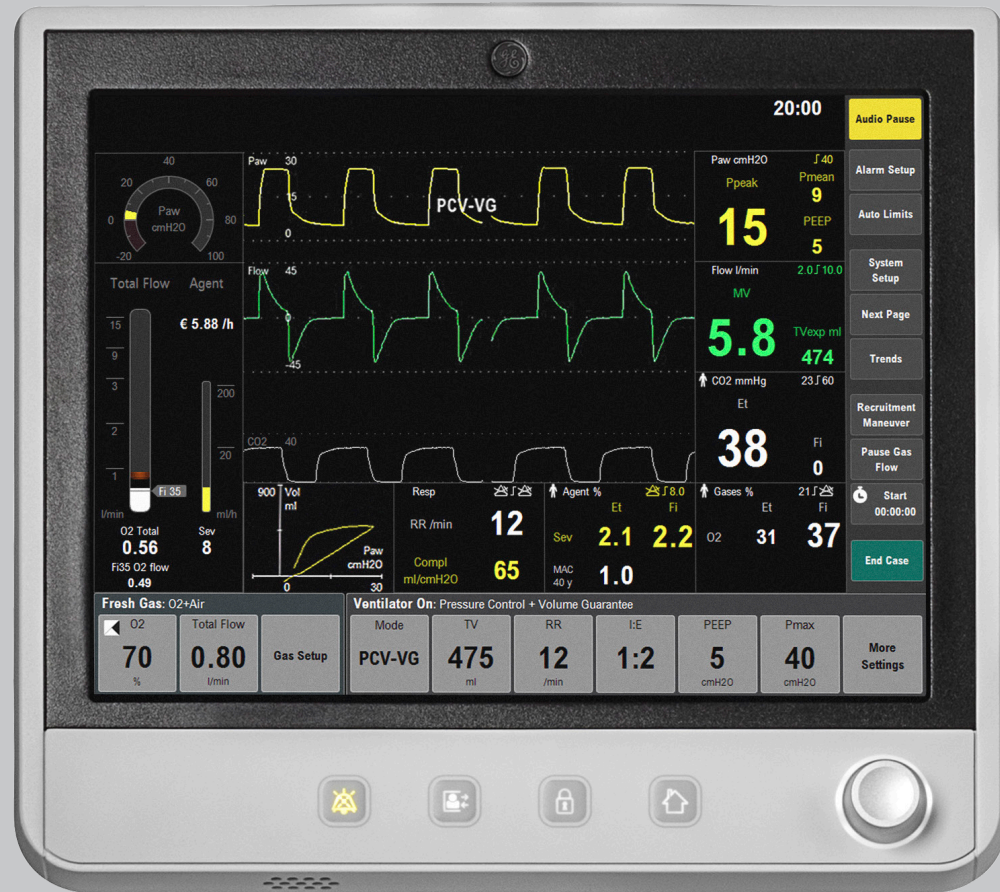 20:00
Audio Pause
Alarm Setup
Auto Limits
System
Setup
Next Page
Trends
Recruitment
Maneuver
Pause Gas
Flow
Start
00:00:00
End Case
40
20
60
0
80
-20
100
Paw
cmH2O
Paw
30
15
0
PCV-VG
Paw cmH2O
40
Ppeak
15
Pmean
9
PEEP
5
Total Flow
Agent
€ 5.88 /h
15
9
3
2
1
l/min
Fi 35
200
20
ml/h
O2 Total
0.56
Fi35 O2 flow
0.49
Sev
8
Flow
45
0
-45
Flow l/min
2.0 10.0
MV
5.8
TVexp ml
474
CO2 40
CO2 mmHg
23 60
Et
38
Fi
0
900
Vol
ml
Paw
cmH2O
0
30
Resp
RR /min
12
Compl
ml/cmH2O
65
Agent %
8.0
Et
Fi
Sev
2.1
2.2
MAC
40 y
1.0
Gases %
21
Et
Fi
O2
31
37
Fresh Gas: O2+Air
O2
70
%
Total Flow
0.80
l/min
Gas Setup
Ventilator On: Pressure Control + Volume Guarantee
Mode
PCV-VG
TV
475
ml
RR
12
/min
I:E
1:2
PEEP
5
cmH2O
Pmax
40
cmH2O
More
Settings